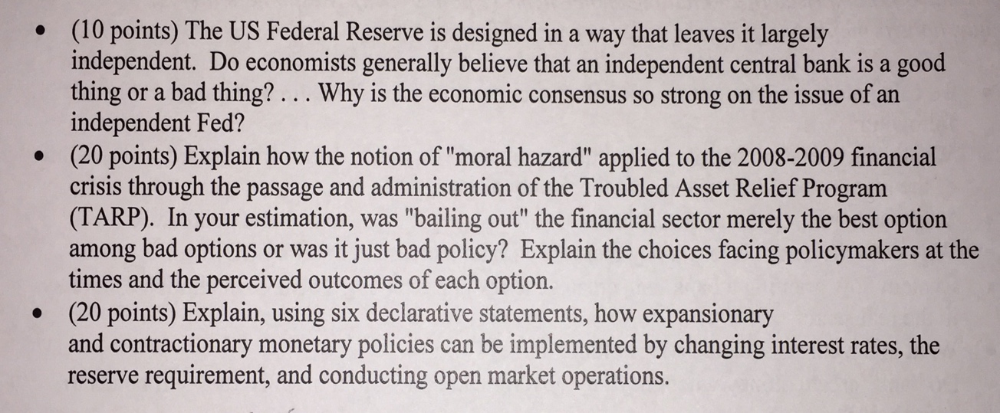 • (10 points) The US Federal Reserve is designed in a way that leaves it largely
independent.  Do economists generally believe that an independent central bank is a good
thing or a bad thing? . . . Why is the economic consensus so strong on the issue of an
independent Fed?
• (20 points) Explain how the notion of "moral hazard" applied to the 2008-2009 financial
crisis through the passage and administration of the Troubled Asset Relief Program
(TARP).  In your estimation, was "bailing out" the financial sector merely the best option
among bad options or was it just bad policy?  Explain the choices facing policymakers at the
times and the perceived outcomes of each option.
• (20 points) Explain, using six declarative statements, how expansionary
and contractionary monetary policies can be implemented by changing interest rates, the
reserve requirement, and conducting open market operations.